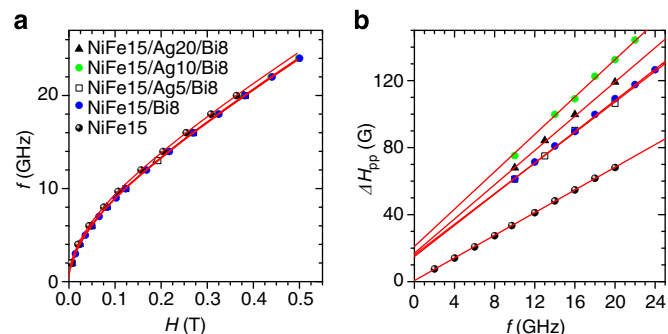 a
NiFe15/Ag20/Bi8
NiFe15/Ag10/Bi8
NiFe15/Ag5/Bi8
NiFe15/Bi8
NiFe15
f (GHz)
20
10
0
0.0 0.1 0.2 0.3 0.4 0.5
H (T)
b
ΔHpp (G)
120
80
40
0
0 4 8 12 16 20 24
f (GHz)